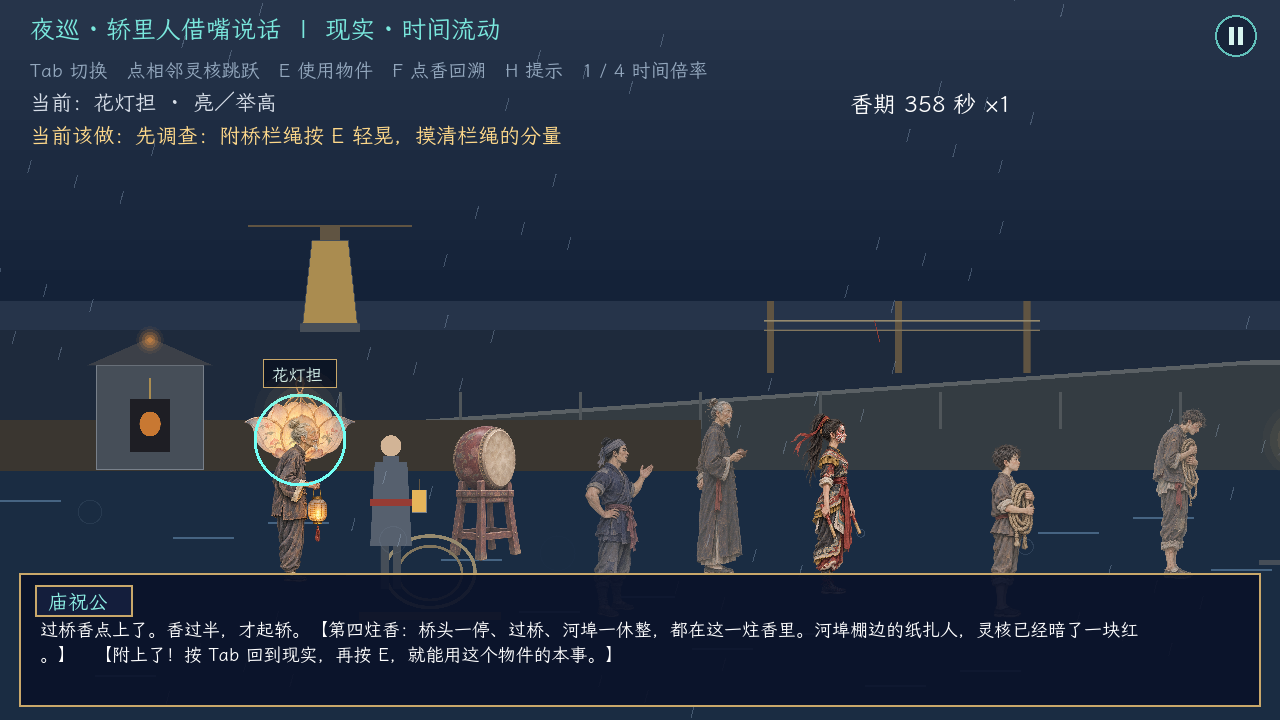 夜巡·轿里人借嘴说话 | 现实·时间流动
Tab 切换 点相邻灵核跳跃 E 使用物件 F 点香回溯 H 提示 1/4 时间倍率
当前: 花灯担 · 亮／举高
香期 358 秒 ×1
当前该做: 先调查: 附桥栏绳按 E 轻晃, 摸清栏绳的分量
花灯担
庙祝公
过桥香点上了。香过半, 才起轿。【第四炷香: 桥头一停、过桥、河埠一休整, 都在这一炷香里。河埠棚边的纸扎人, 灵核已经暗了一块红
。】 【附上了! 按 Tab 回到现实, 再按 E, 就能用这个物件的本事。】